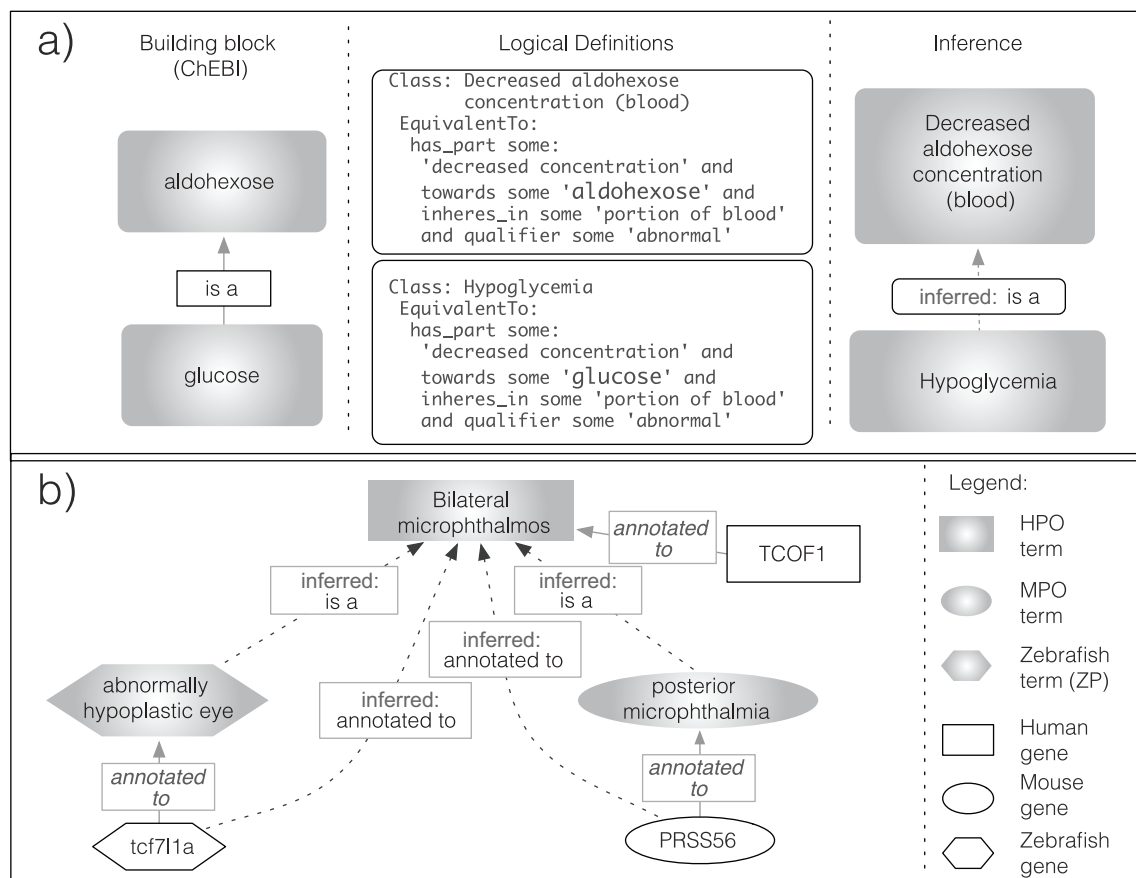 a)
Building block
(ChEBI)
aldohexose
is a
glucose
Logical Definitions
Class: Decreased aldohexose
concentration (blood)
EquivalentTo:
has_part some:
'decreased concentration' and
towards some 'aldohexose' and
inheres_in some 'portion of blood'
and qualifier some 'abnormal'
Class: Hypoglycemia
EquivalentTo:
has_part some:
'decreased concentration' and
towards some 'glucose' and
inheres_in some 'portion of blood'
and qualifier some 'abnormal'
Inference
Decreased
aldohexose
concentration
(blood)
inferred: is a
Hypoglycemia
b)
Bilateral
microphthalmos
annotated
to
TCOF1
inferred:
is a
inferred:
is a
inferred:
annotated to
inferred:
annotated to
abnormally
hypoplastic eye
posterior
microphthalmia
annotated
to
annotated
to
tcf7l1a
PRSS56
Legend:
HPO
term
MPO
term
Zebrafish
term (ZP)
Human
gene
Mouse
gene
Zebrafish
gene